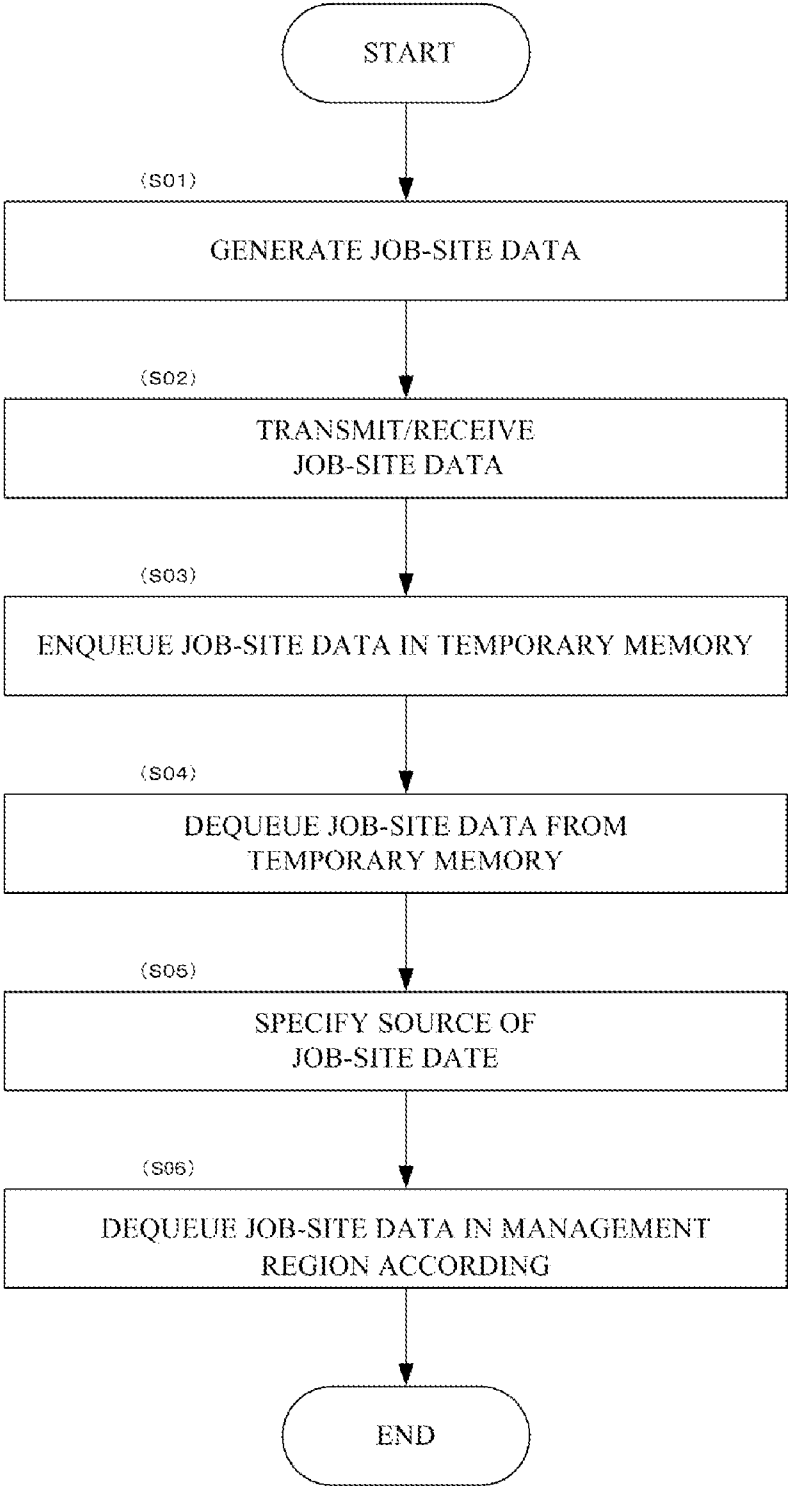 START
(S01)
GENERATE JOB-SITE DATA
(S02)
TRANSMIT/RECEIVE
JOB-SITE DATA
(S03)
ENQUEUE JOB-SITE DATA IN TEMPORARY MEMORY
(S04)
DEQUEUE JOB-SITE DATA FROM
TEMPORARY MEMORY
(S05)
SPECIFY SOURCE OF
JOB-SITE DATE
(S06)
DEQUEUE JOB-SITE DATA IN MANAGEMENT
REGION ACCORDING
END